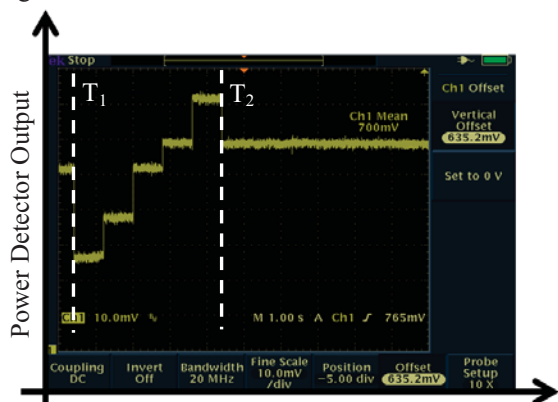 ek Stop
T1
T2
Ch1 Mean
700mV
Ch1 Offset
Vertical
Offset
635.2mV
Set to 0 V
Power Detector Output
Ch1 10.0mV
M 1.00 s A Ch1 765mV
Coupling
DC
Invert
Off
Bandwidth
20 MHz
Fine Scale
10.0mV
/div
Position
-5.00 div
Offset
635.2mV
Probe
Setup
10 X